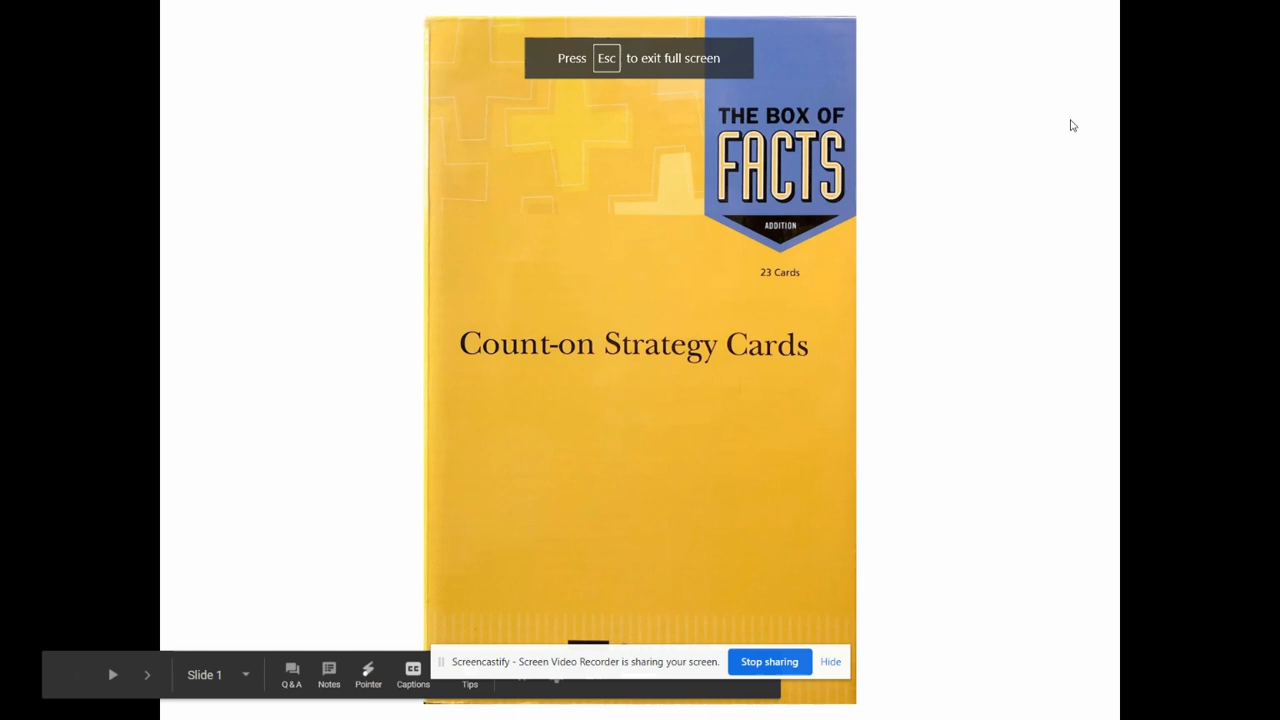 Press Esc to exit full screen
THE BOX OF
FACTS
ADDITION
23 Cards
Count-on Strategy Cards
Screencastify - Screen Video Recorder is sharing your screen.
Stop sharing
Hide
Slide 1
Q & A
Notes
Pointer
Captions
Tips